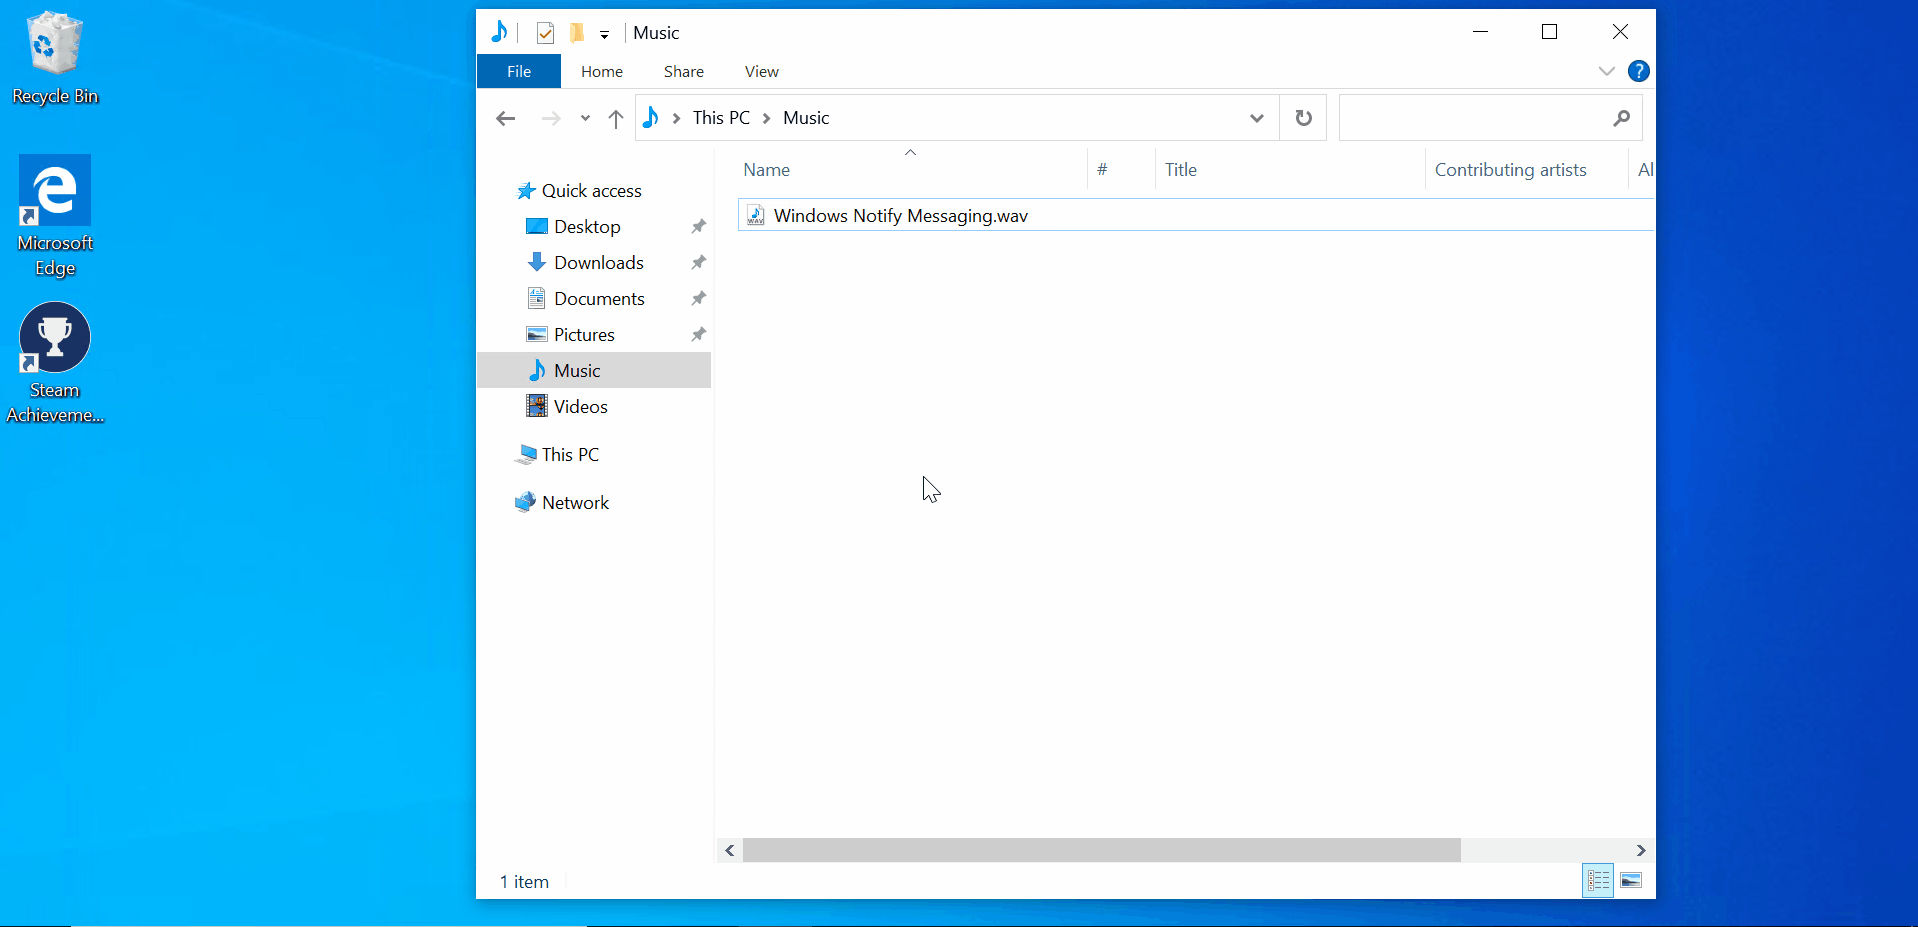 Recycle Bin
Microsoft
Edge
Steam
Achieveme...
Music
File
Home
Share
View
?
This PC
Music
Name
#
Title
Contributing artists
Al
Quick access
Desktop
Downloads
Documents
Pictures
Music
Videos
This PC
Network
WAV
Windows Notify Messaging.wav
1 item